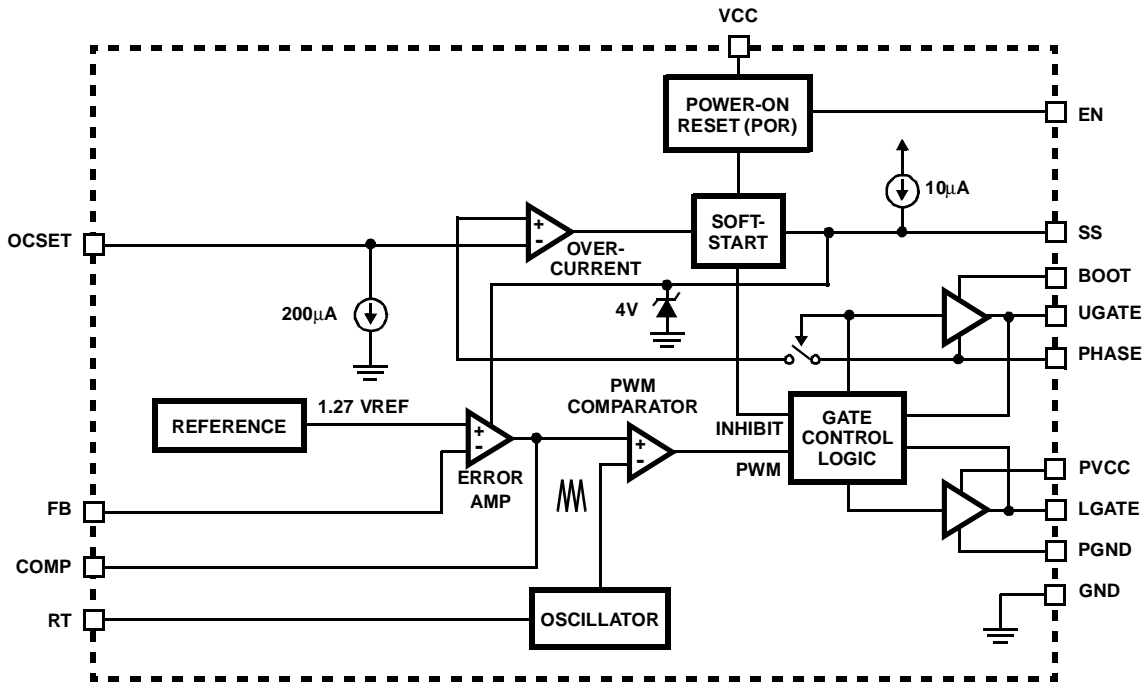 VCC
POWER-ON
RESET (POR)
EN
10µA
OCSET
+
-
OVER-
CURRENT
SOFT-
START
SS
BOOT
200µA
4V
UGATE
PHASE
PWM
COMPARATOR
1.27 VREF
REFERENCE
+
-
ERROR
AMP
+
-
INHIBIT
PWM
GATE
CONTROL
LOGIC
PVCC
FB
LGATE
COMP
PGND
GND
RT
OSCILLATOR